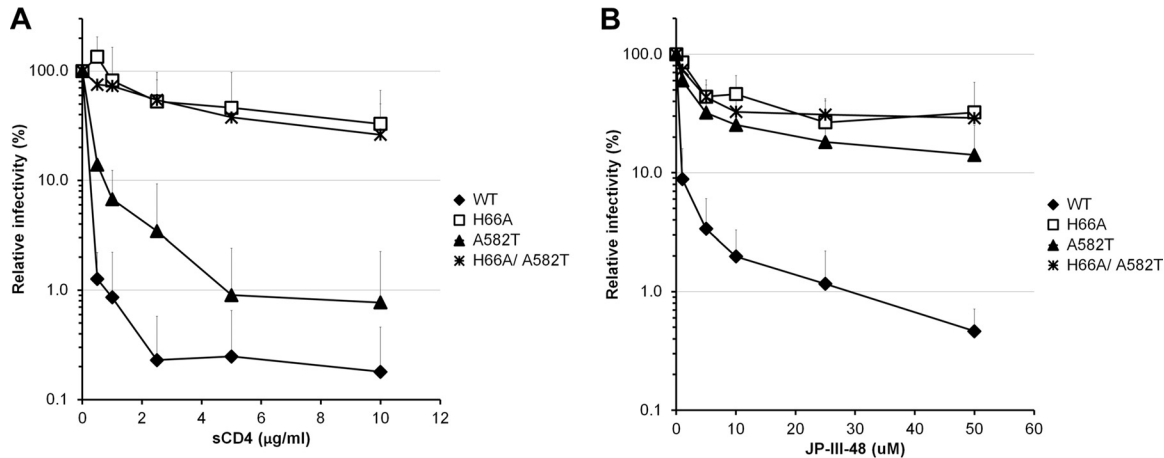 A
Relative infectivity (%)
100.0
10.0
1.0
0.1
0 2 4 6 8 10 12
sCD4 (μg/ml)
WT
H66A
A582T
H66A/ A582T
B
Relative infectivity (%)
100.0
10.0
1.0
0.1
0 10 20 30 40 50 60
JP-III-48 (uM)
WT
H66A
A582T
H66A/ A582T